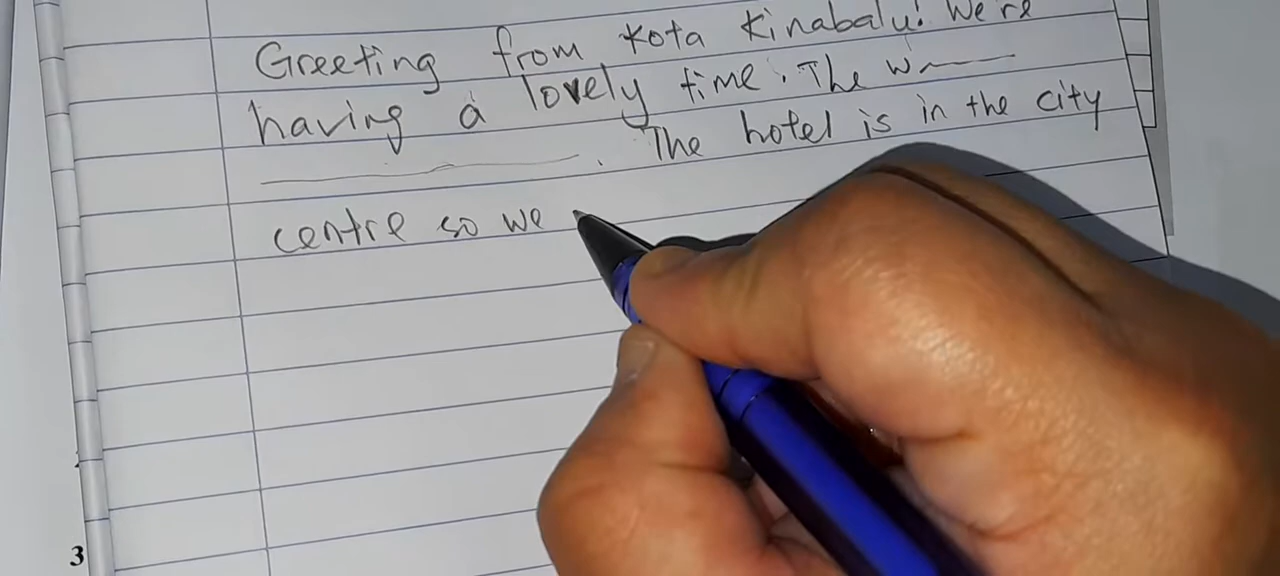 Greeting from Kota Kinabalu! We're
having a lovely time. The w
. The hotel is in the city
centre so we
3